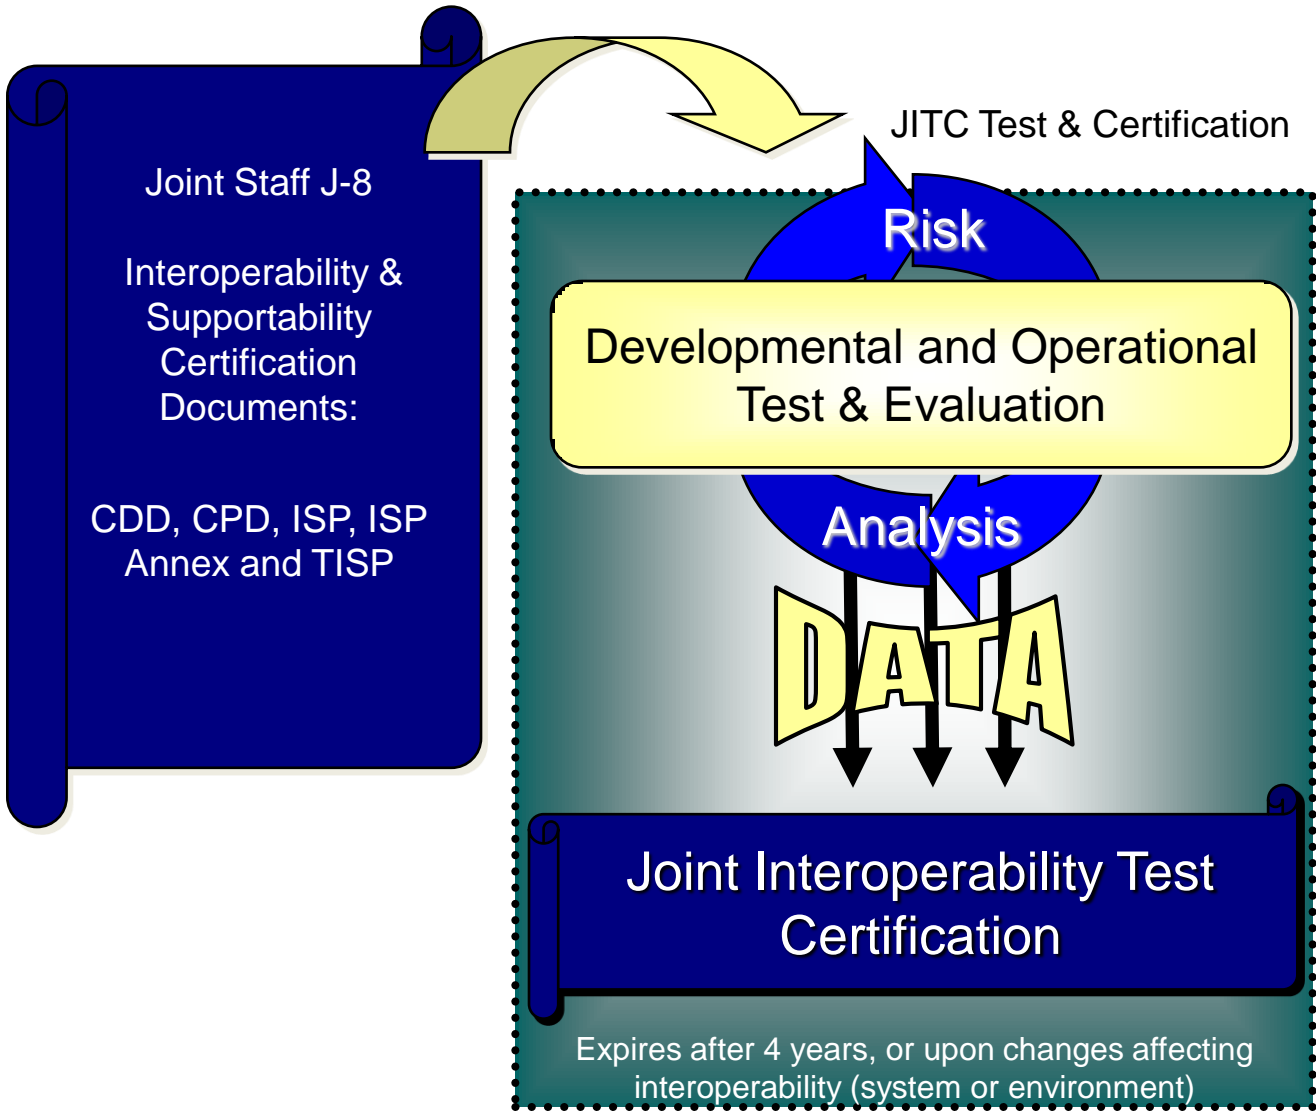 Joint Staff J-8
Interoperability &
Supportability
Certification
Documents:
CDD, CPD, ISP, ISP
Annex and TISP
JITC Test & Certification
Risk
Developmental and Operational
Test & Evaluation
Analysis
DATA
Joint Interoperability Test
Certification
Expires after 4 years, or upon changes affecting
interoperability (system or environment)